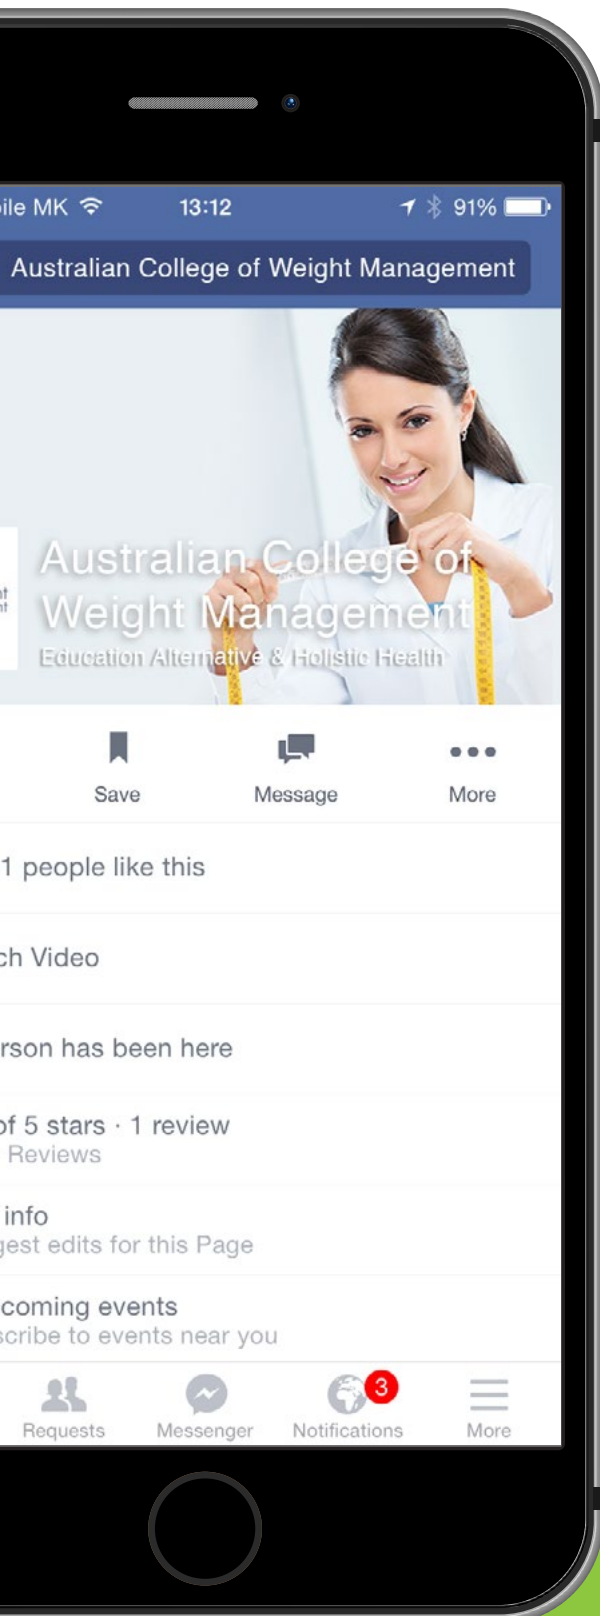 ile MK 13:12 91%
Australian College of Weight Management
Australian College of
Weight Management
Education Alternative & Holistic Health
Save Message More
1 people like this
ch Video
rson has been here
of 5 stars · 1 review
Reviews
info
gest edits for this Page
coming events
scribe to events near you
3
Requests Messenger Notifications More